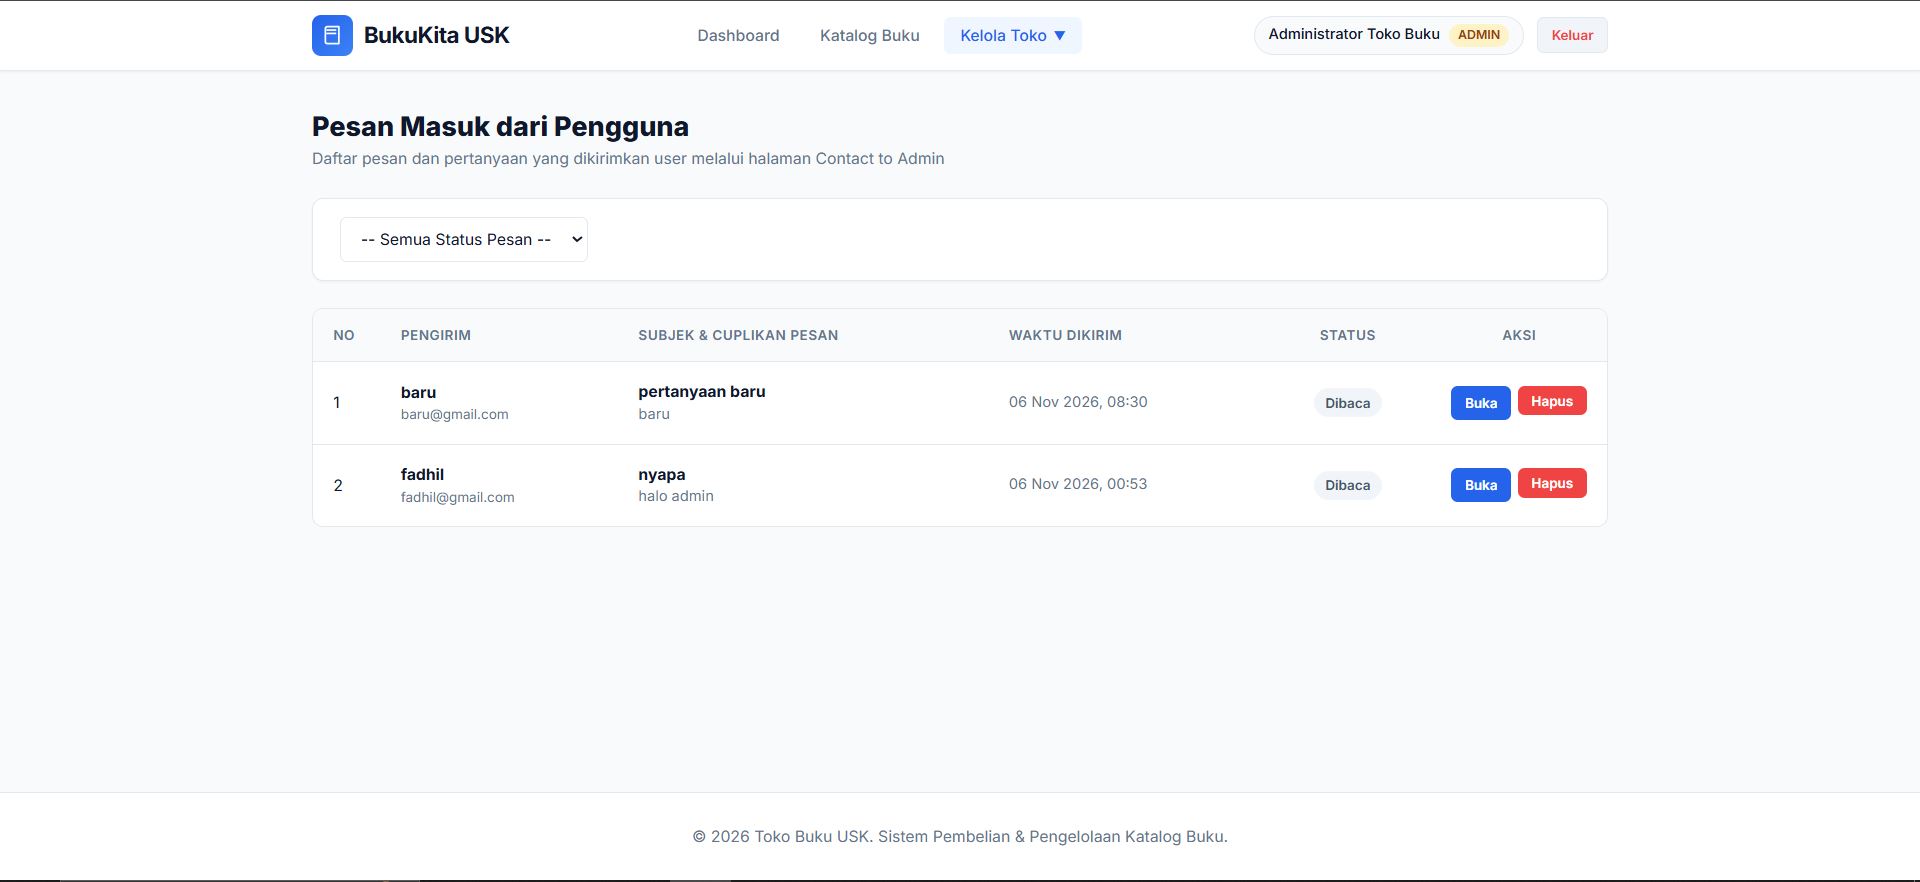 BukuKita USK
Dashboard
Katalog Buku
Kelola Toko ▼
Administrator Toko Buku ADMIN
Keluar
Pesan Masuk dari Pengguna
Daftar pesan dan pertanyaan yang dikirimkan user melalui halaman Contact to Admin
-- Semua Status Pesan --
NO PENGIRIM SUBJEK & CUPLIKAN PESAN WAKTU DIKIRIM STATUS AKSI
1 baru pertanyaan baru 06 Nov 2026, 08:30 Dibaca Buka Hapus
baru@gmail.com baru
2 fadhil nyapa 06 Nov 2026, 00:53 Dibaca Buka Hapus
fadhil@gmail.com halo admin
© 2026 Toko Buku USK. Sistem Pembelian & Pengelolaan Katalog Buku.